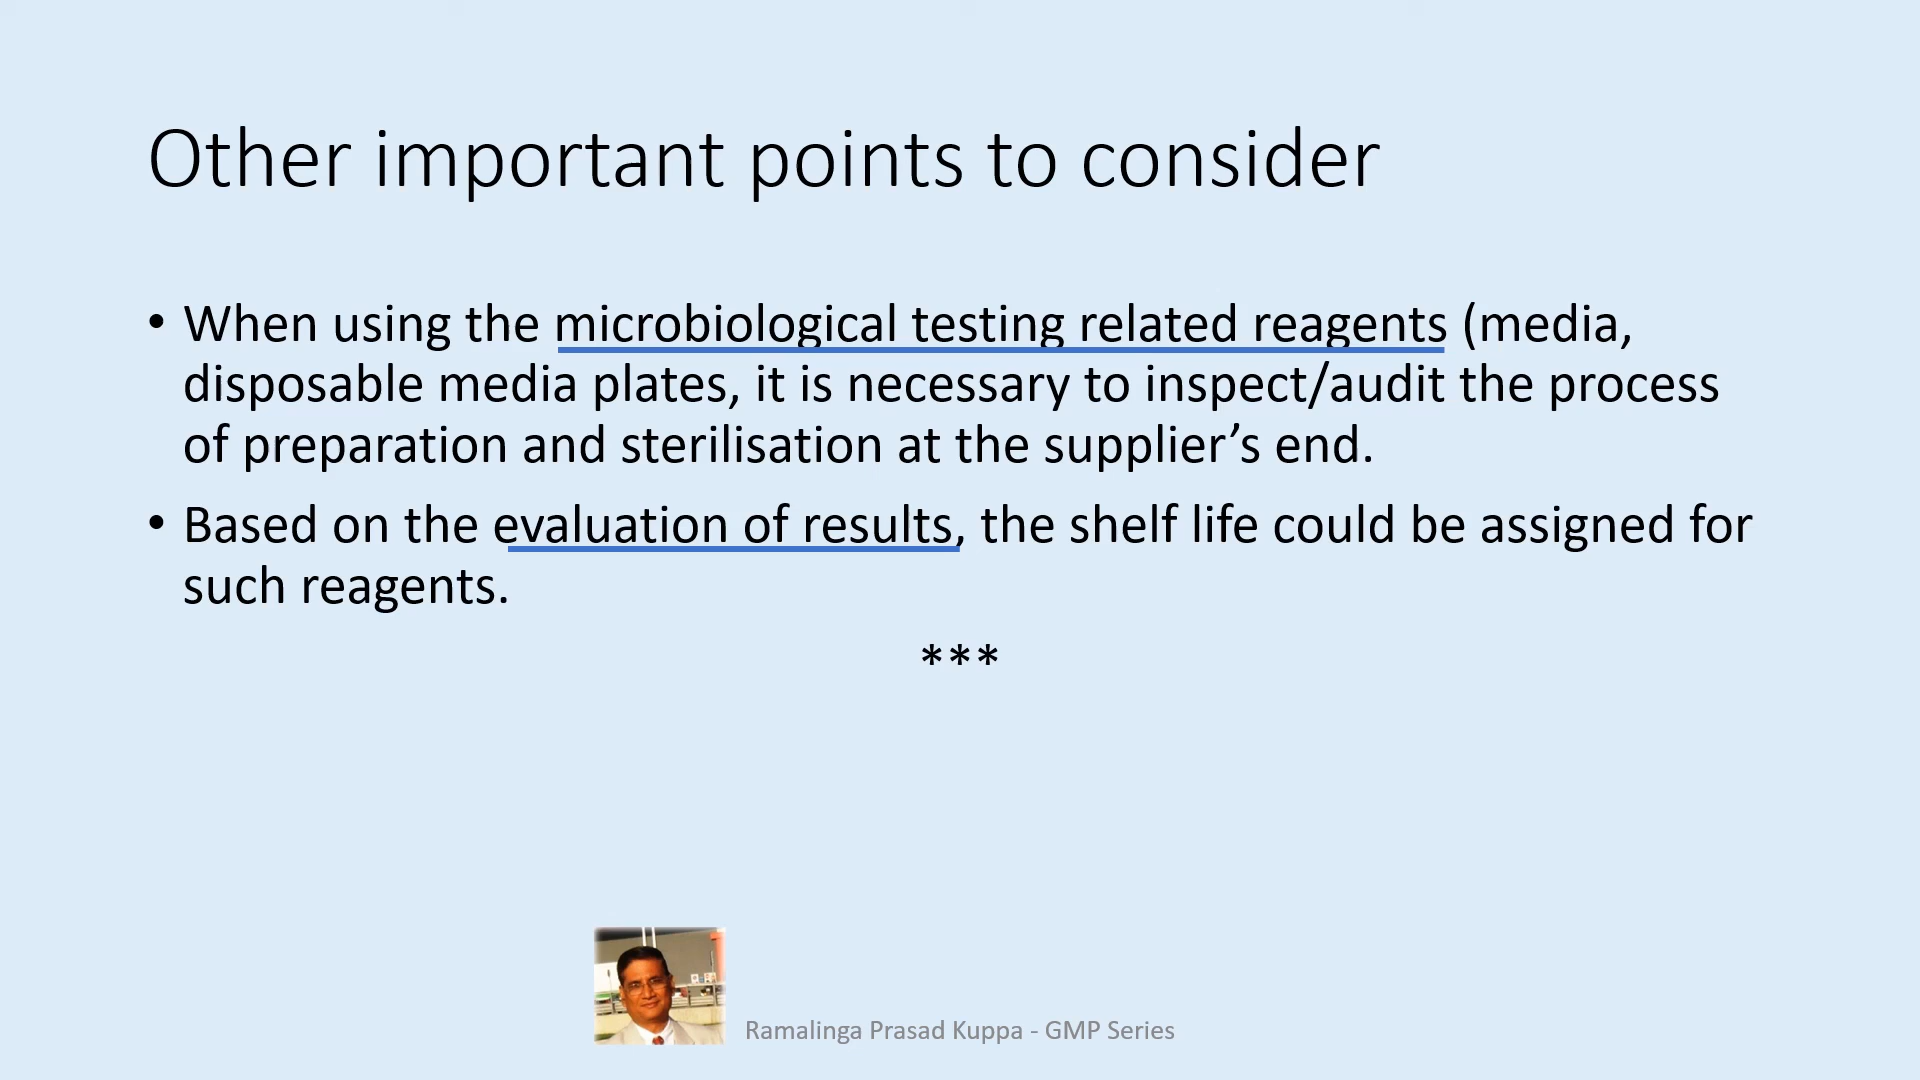 Other important points to consider
• When using the microbiological testing related reagents (media,
disposable media plates, it is necessary to inspect/audit the process
of preparation and sterilisation at the supplier’s end.
• Based on the evaluation of results, the shelf life could be assigned for
such reagents.
***
Ramalinga Prasad Kuppa - GMP Series